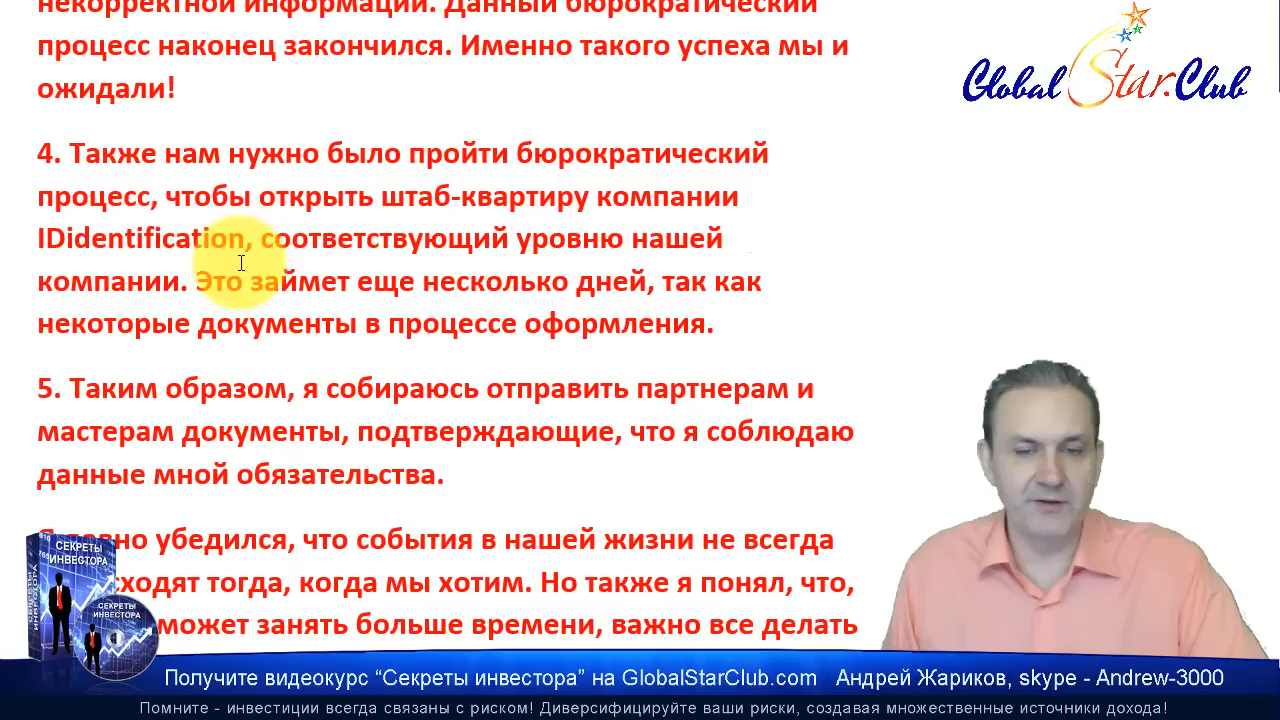 некорректной информации. Данный бюрократический
процесс наконец закончился. Именно такого успеха мы и
ожидали!
Global Star.Club
4. Также нам нужно было пройти бюрократический
процесс, чтобы открыть штаб-квартиру компании
IDidentification, соответствующий уровню нашей
компании. Это займет еще несколько дней, так как
некоторые документы в процессе оформления.
5. Таким образом, я собираюсь отправить партнерам и
мастерам документы, подтверждающие, что я соблюдаю
данные мной обязательства.
убедился, что события в нашей жизни не всегда
тогда, когда мы хотим. Но также я понял, что,
может занять больше времени, важно все делать
СЕКРЕТЫ
ИНВЕСТОРА
СЕКРЕТЫ
ИНВЕСТОРА
Получите видеокурс “Секреты инвестора” на GlobalStarClub.com Андрей Жариков, skype - Andrew-3000
Помните - инвестиции всегда связаны с риском! Диверсифицируйте ваши риски, создавая множественные источники дохода!